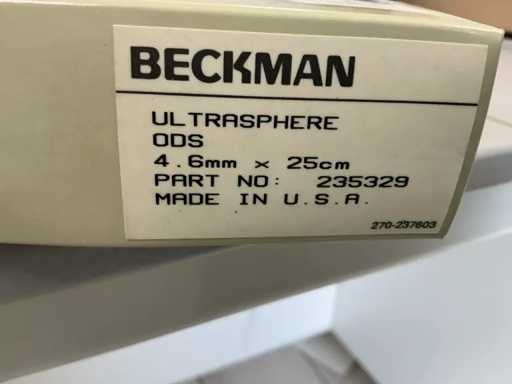 BECKMAN
ULTRASPHERE
ODS
4.6mm x 25cm
PART NO: 235329
MADE IN U.S.A.
270-237603